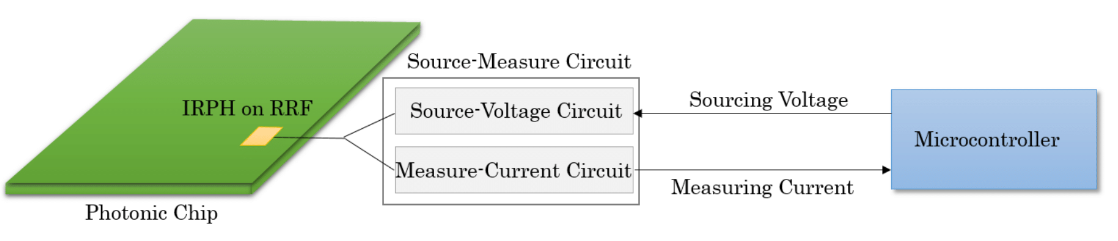 Source-Measure Circuit
IRPH on RRF
Source-Voltage Circuit
Sourcing Voltage
Microcontroller
Measure-Current Circuit
Measuring Current
Photonic Chip